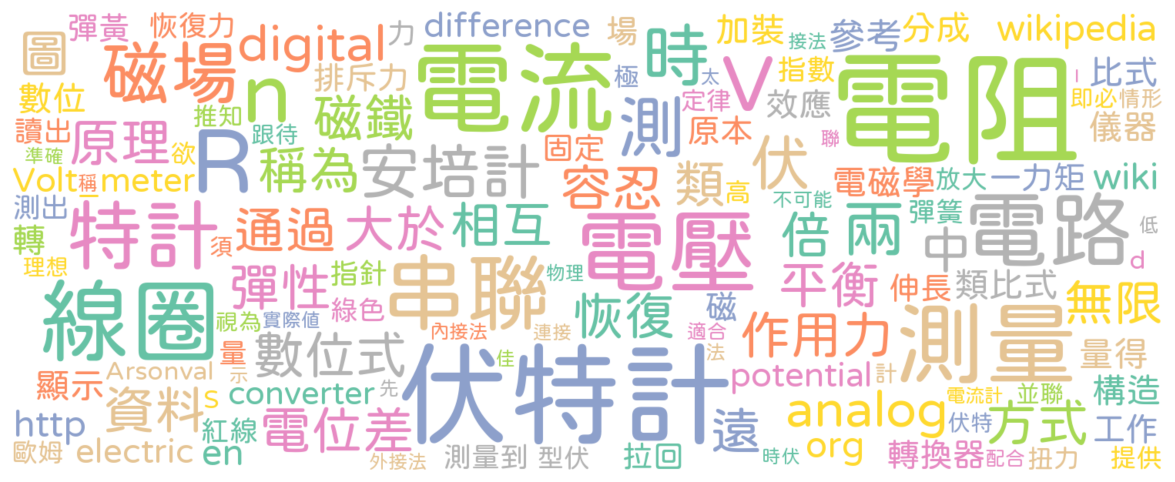 彈黃 恢復力 力 difference 場 加裝 接法 參考 分成 wikipedia
圖 磁場 digital 電流 時 V 指數 電阻 比式
排斥力 極 太 l
數位 推知 n 磁鐵 測 定律 效應 即必 情形
讀出 原理 跟待 R 原本 聯 儀器
準確 欲 稱為 安培計 固定 伏
Volt 稱 meter 容忍 類 高 電磁學 放大 一力矩 wiki
測出 特計 通過 大於 相互 電壓 不可能 倍 兩 彈簧 電路 低
轉 須 中
理想 彈性 指針 串聯 物理 平衡 伸長 類比式 d
線圈 綠色 恢復 磁 無限
視為 實際值 內接法 連接 適合 作用力 測量
量 數位式 佳 伏特計 法 量得
顯示 Arsonval 示 potential 計
資料 s converter 先 analog 電流計 並聯 構造
http 紅線 電位差 遠 伏特 方式 工作
歐姆 electric en 外接法 測量到 型伏 拉回 時伏 org 轉換器 配合 扭力 提供